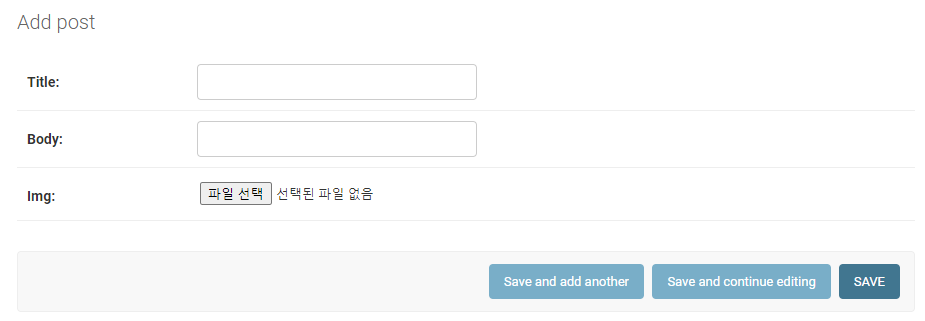 Add post
Title:
Body:
Img: 파일 선택 선택된 파일 없음
Save and add another Save and continue editing SAVE